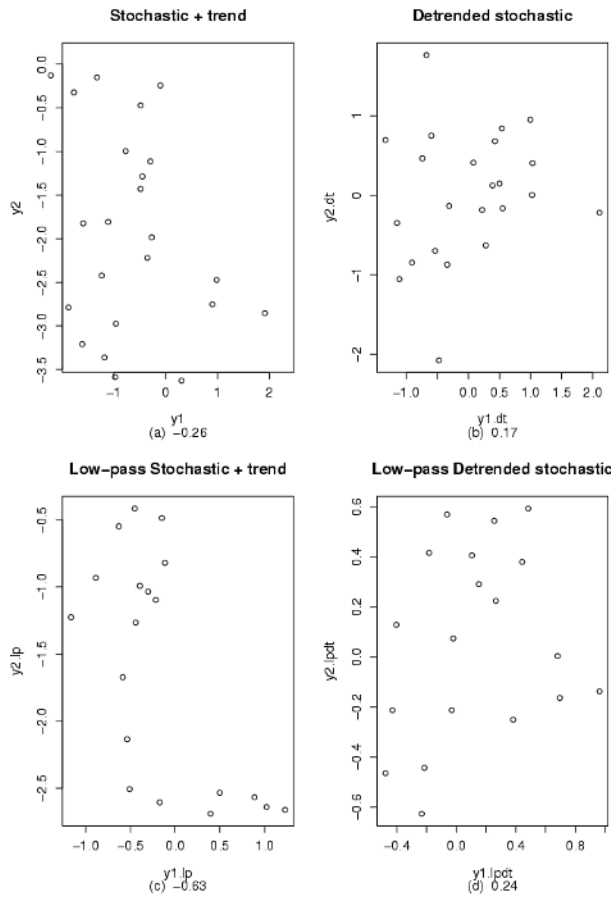 Stochastic + trend
0.0
−0.5
−1.0
−1.5
−2.0
−2.5
−3.0
−3.5
y2
−1 0 1 2
y1
(a) −0.26
Detrended stochastic
1
0
−1
−2
y2.dt
−1.0 0.0 0.5 1.0 1.5 2.0
y1.dt
(b) 0.17
Low−pass Stochastic + trend
−0.5
−1.0
−1.5
−2.0
−2.5
y2.lp
−1.0 −0.5 0.0 0.5 1.0
y1.lp
(c) −0.63
Low−pass Detrended stochastic
0.6
0.4
0.2
0.0
−0.2
−0.4
−0.6
y2.lpdt
−0.4 0.0 0.4 0.8
y1.lpdt
(d) 0.24